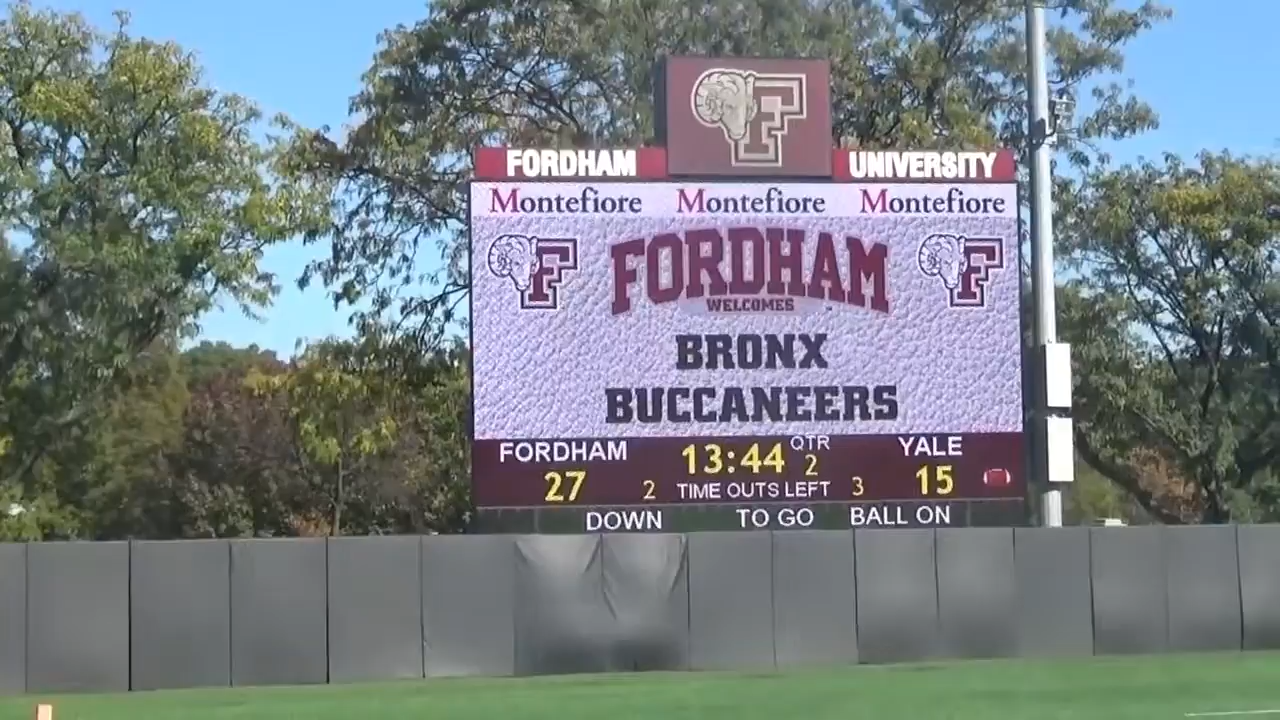 F
FORDHAM UNIVERSITY
Montefiore Montefiore Montefiore
F FORDHAM F
WELCOMES
BRONX
BUCCANEERS
FORDHAM 13:44 QTR YALE
27 2 TIME OUTS LEFT 2 3 15
DOWN TO GO BALL ON